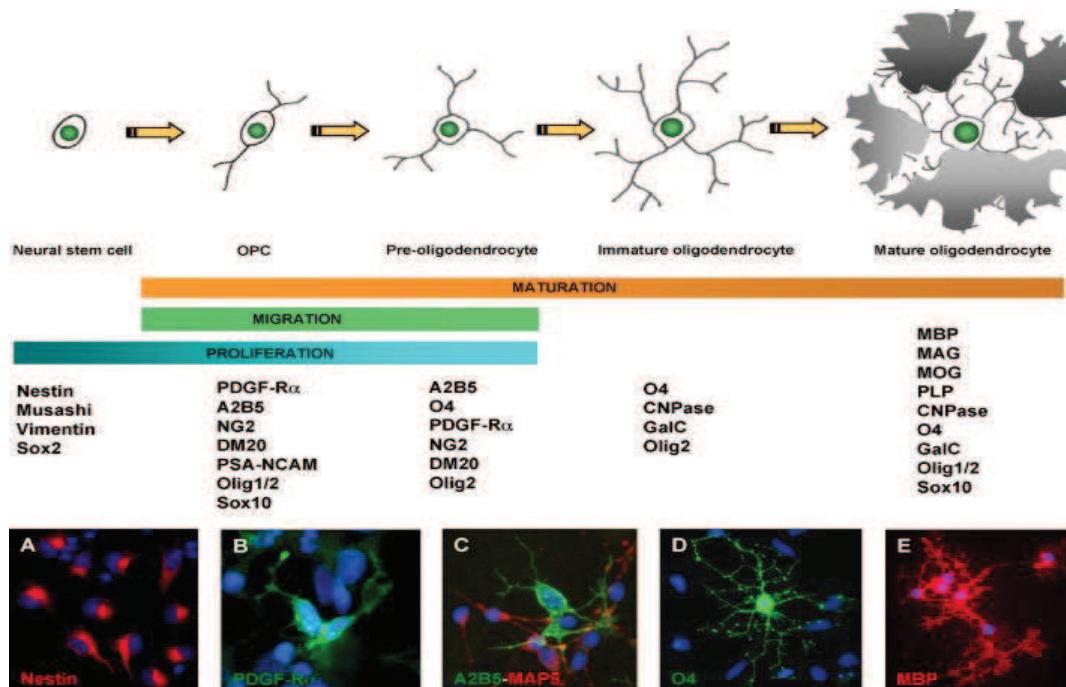 Neural stem cell
OPC
Pre-oligodendrocyte
Immature oligodendrocyte
Mature oligodendrocyte
MATURATION
MIGRATION
PROLIFERATION
Nestin
Musashi
Vimentin
Sox2
PDGF-Rα
A2B5
NG2
DM20
PSA-NCAM
Olig1/2
Sox10
A2B5
O4
PDGF-Rα
NG2
DM20
Olig2
O4
CNPase
GalC
Olig2
MBP
MAG
MOG
PLP
CNPase
O4
GalC
Olig1/2
Sox10
A
Nestin
B
PDGF-Rα
C
A2B5-MAP5
D
O4
E
MBP